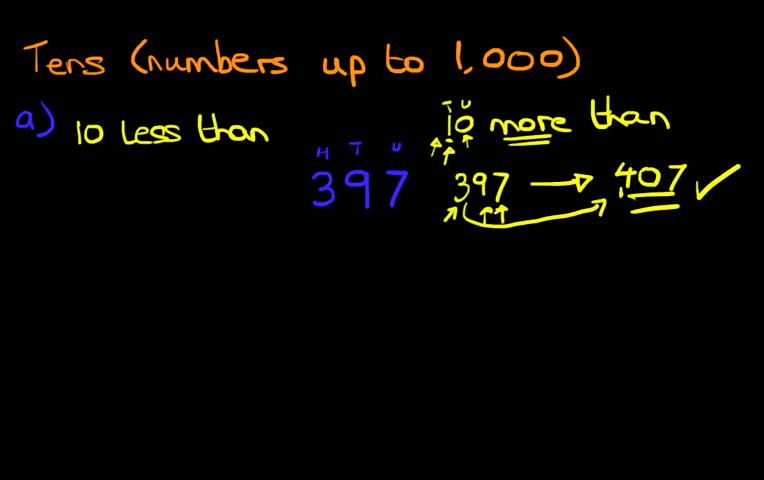 Tens (numbers up to 1,000)
a) 10 less than
H T U
397
T U
10 more than
397 → 407 ✓